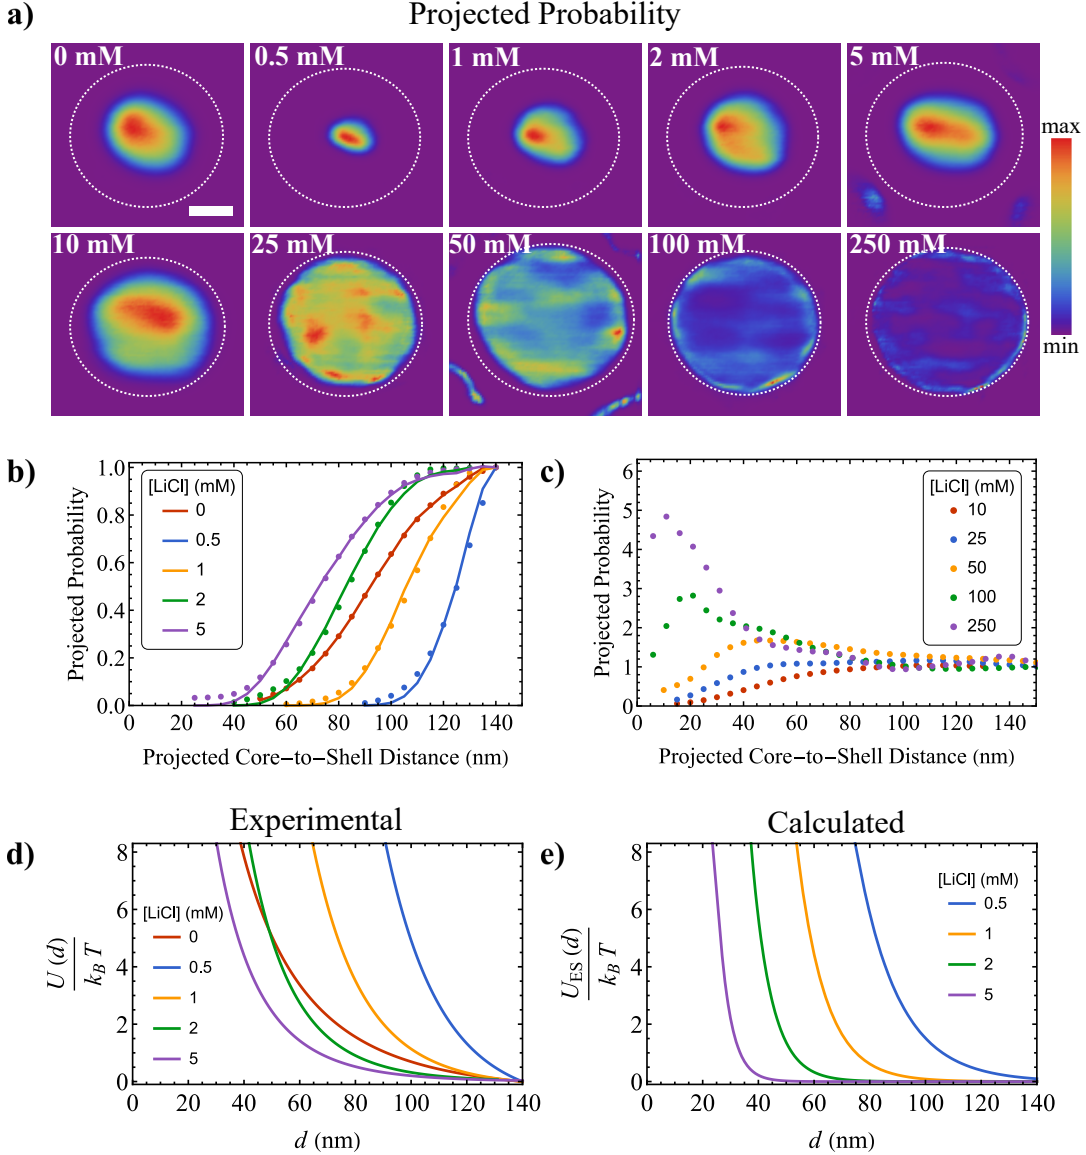 a)
Projected Probability
0 mM 0.5 mM 1 mM 2 mM 5 mM
10 mM 25 mM 50 mM 100 mM 250 mM
max
min
b)
Projected Probability
1.0
0.8
0.6
0.4
0.2
0.0
[LiCl] (mM)
0
0.5
1
2
5
0 20 40 60 80 100 120 140
Projected Core−to−Shell Distance (nm)
c)
Projected Probability
6
5
4
3
2
1
0
[LiCl] (mM)
10
25
50
100
250
0 20 40 60 80 100 120 140
Projected Core−to−Shell Distance (nm)
Experimental
d)
U (d)
k_B T
8
6
4
2
0
[LiCl] (mM)
0
0.5
1
2
5
0 20 40 60 80 100 120 140
d (nm)
Calculated
e)
U_ES (d)
k_B T
8
6
4
2
0
[LiCl] (mM)
0.5
1
2
5
0 20 40 60 80 100 120 140
d (nm)